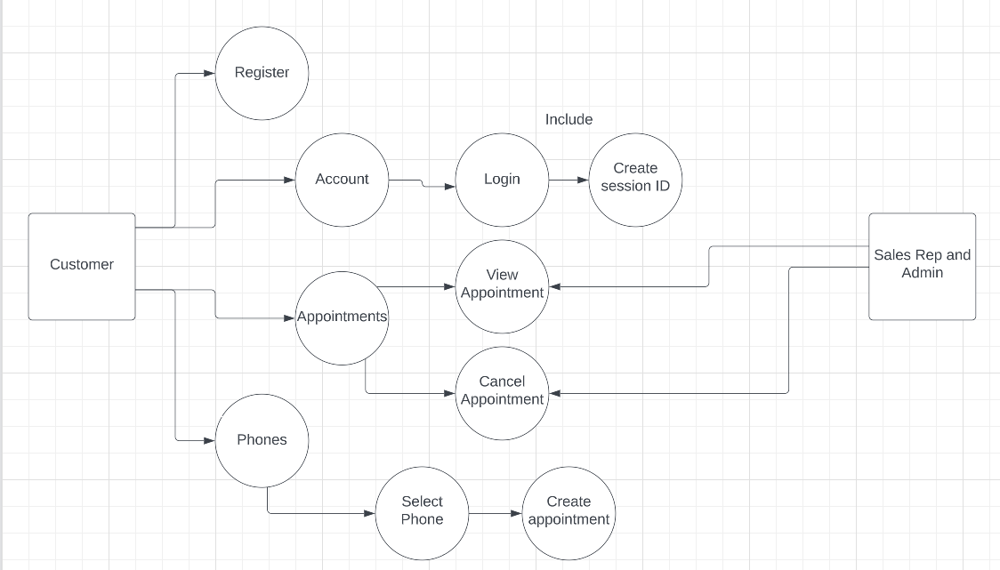 Register
Include
Account
Login
Create
session ID
Customer
Sales Rep and
Admin
View
Appointment
Appointments
Cancel
Appointment
Phones
Select
Phone
Create
appointment